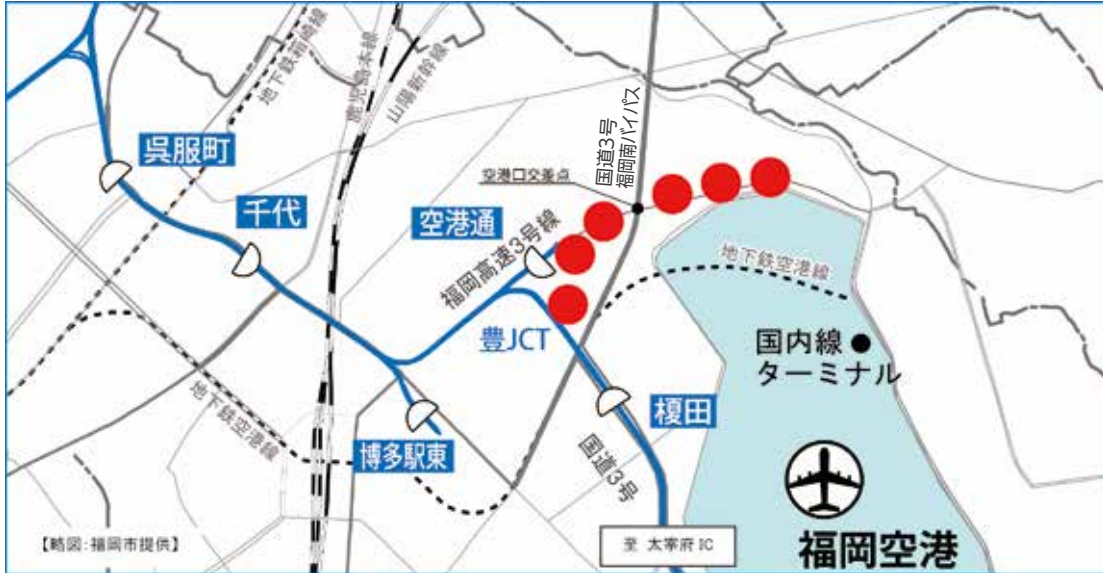 地下鉄箱崎線
鹿児島本線
山陽新幹線
呉服町
千代
空港口交差点
国道3号
福岡南バイパス
空港通
福岡高速3号線
地下鉄空港線
豊JCT
国内線
ターミナル
榎田
地下鉄空港線
博多駅東
国道3号
【略図:福岡市提供】
至 太宰府IC
福岡空港